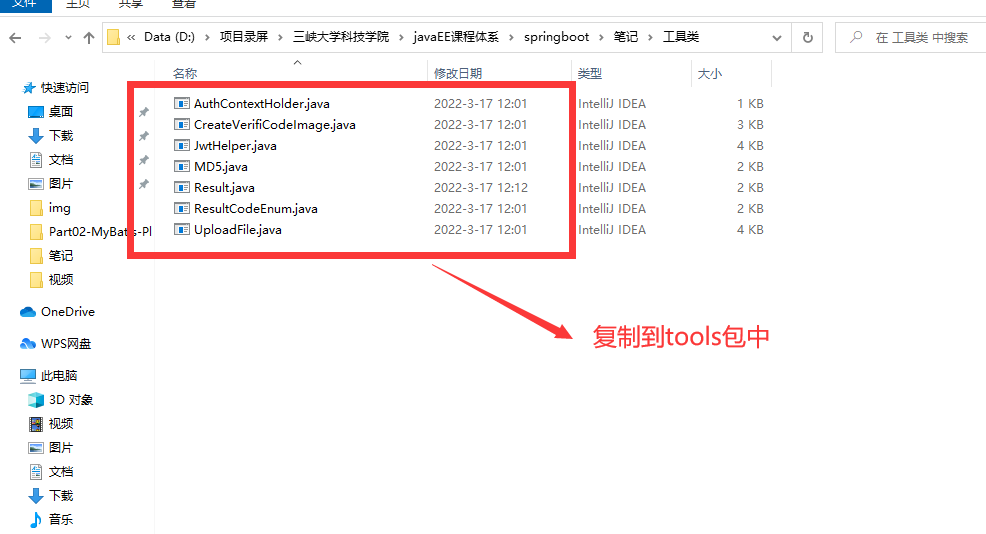 文件 主页 共享 查看
« Data (D:) > 项目录屏 > 三峡大学科技学院 > javaEE课程体系 > springboot > 笔记 > 工具类
在 工具类 中搜索
名称 修改日期 类型 大小
AuthContextHolder.java 2022-3-17 12:01 IntelliJ IDEA 1 KB
CreateVerifiCodeImage.java 2022-3-17 12:01 IntelliJ IDEA 3 KB
JwtHelper.java 2022-3-17 12:01 IntelliJ IDEA 4 KB
MD5.java 2022-3-17 12:01 IntelliJ IDEA 2 KB
Result.java 2022-3-17 12:12 IntelliJ IDEA 2 KB
ResultCodeEnum.java 2022-3-17 12:01 IntelliJ IDEA 2 KB
UploadFile.java 2022-3-17 12:01 IntelliJ IDEA 4 KB
复制到tools包中
快速访问
桌面
下载
文档
图片
img
Part02-MyBatis-Pl
笔记
视频
OneDrive
WPS网盘
此电脑
3D 对象
视频
图片
文档
下载
音乐